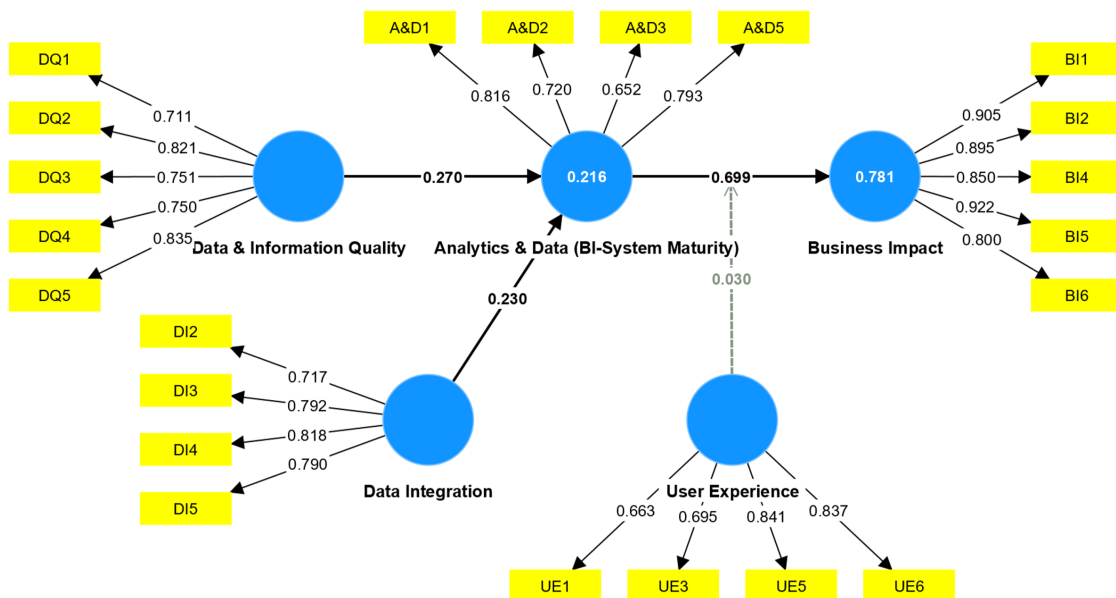 A&D1
A&D2
A&D3
A&D5
DQ1
DQ2
DQ3
DQ4
DQ5
0.711
0.821
0.751
0.750
0.835
0.816
0.720
0.652
0.793
BI1
BI2
BI4
BI5
BI6
0.905
0.895
0.850
0.922
0.800
0.270
0.216
0.699
0.781
Data & Information Quality
Analytics & Data (BI-System Maturity)
Business Impact
0.230
0.030
DI2
DI3
DI4
DI5
0.717
0.792
0.818
0.790
Data Integration
User Experience
0.663
0.695
0.841
0.837
UE1
UE3
UE5
UE6